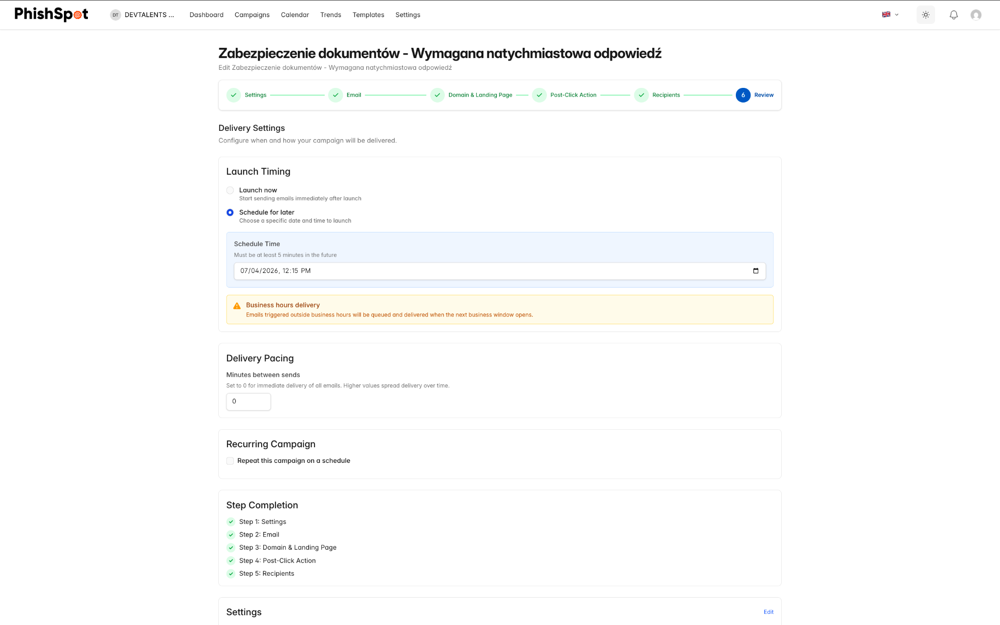 PhishSpot
DT DEVTALENTS ... Dashboard Campaigns Calendar Trends Templates Settings
Zabezpieczenie dokumentów - Wymagana natychmiastowa odpowiedź
Edit Zabezpieczenie dokumentów - Wymagana natychmiastowa odpowiedź
Settings Email Domain & Landing Page Post-Click Action Recipients 6 Review
Delivery Settings
Configure when and how your campaign will be delivered.
Launch Timing
Launch now
Start sending emails immediately after launch
Schedule for later
Choose a specific date and time to launch
Schedule Time
Must be at least 5 minutes in the future
07/04/2026, 12:15 PM
Business hours delivery
Emails triggered outside business hours will be queued and delivered when the next business window opens.
Delivery Pacing
Minutes between sends
Set to 0 for immediate delivery of all emails. Higher values spread delivery over time.
0
Recurring Campaign
Repeat this campaign on a schedule
Step Completion
Step 1: Settings
Step 2: Email
Step 3: Domain & Landing Page
Step 4: Post-Click Action
Step 5: Recipients
Settings Edit